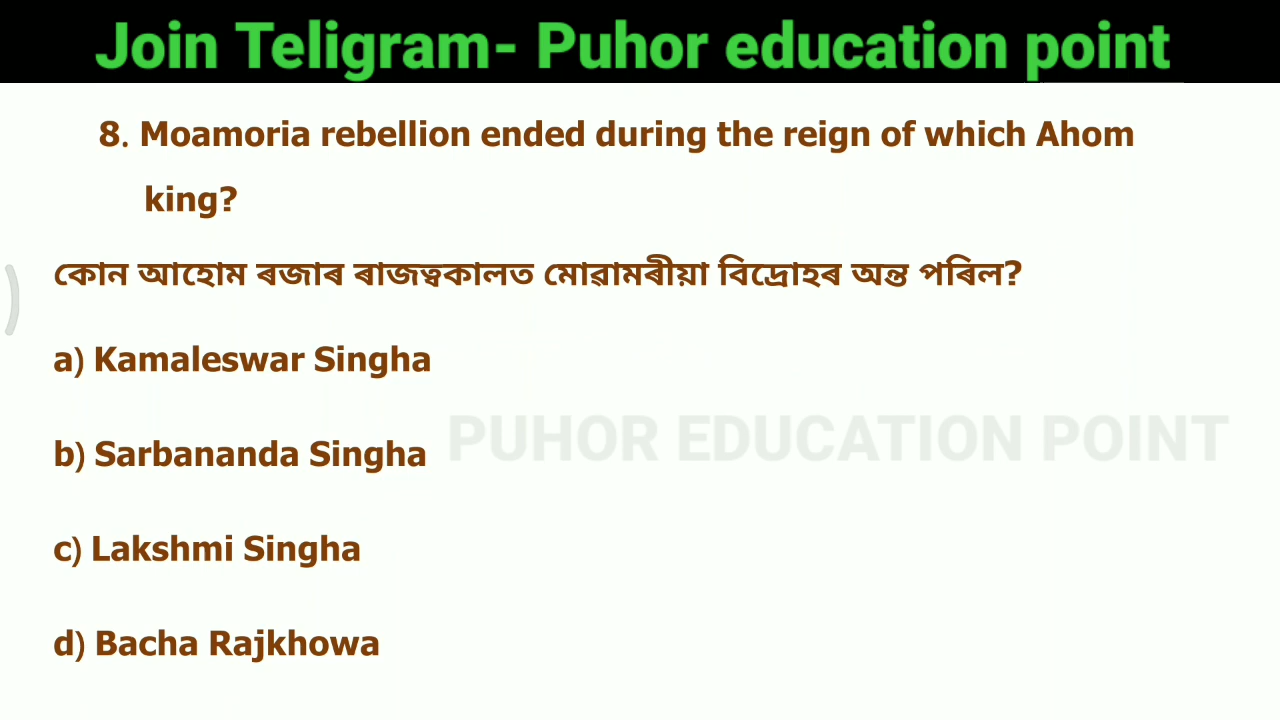 Join Teligram- Puhor education point
8. Moamoria rebellion ended during the reign of which Ahom
king?
কোন আহোম ৰজাৰ ৰাজত্বকালত মোৱামৰীয়া বিদ্ৰোহৰ অন্ত পৰিল?
a) Kamaleswar Singha
PUHOR EDUCATION POINT
b) Sarbananda Singha
c) Lakshmi Singha
d) Bacha Rajkhowa